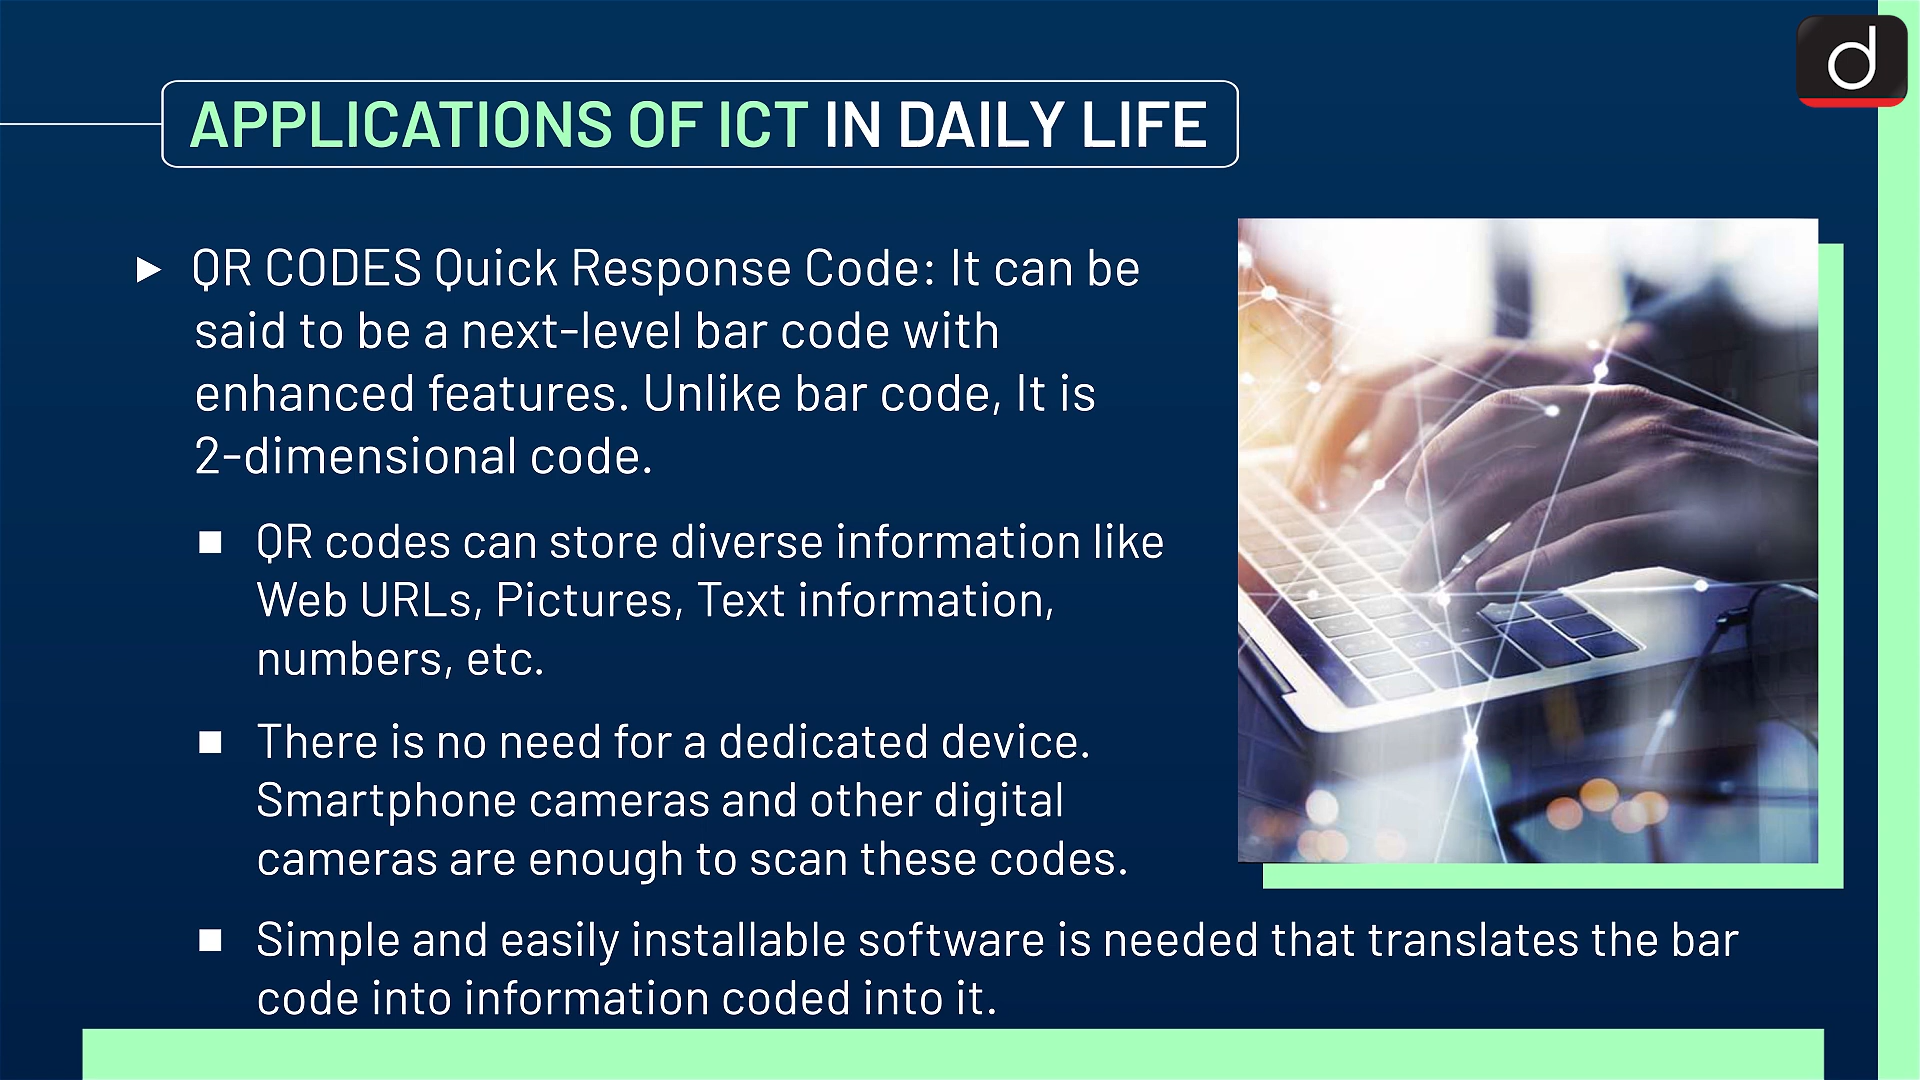 d
APPLICATIONS OF ICT IN DAILY LIFE
► QR CODES Quick Response Code: It can be
said to be a next-level bar code with
enhanced features. Unlike bar code, It is
2-dimensional code.
■ QR codes can store diverse information like
Web URLs, Pictures, Text information,
numbers, etc.
■ There is no need for a dedicated device.
Smartphone cameras and other digital
cameras are enough to scan these codes.
■ Simple and easily installable software is needed that translates the bar
code into information coded into it.